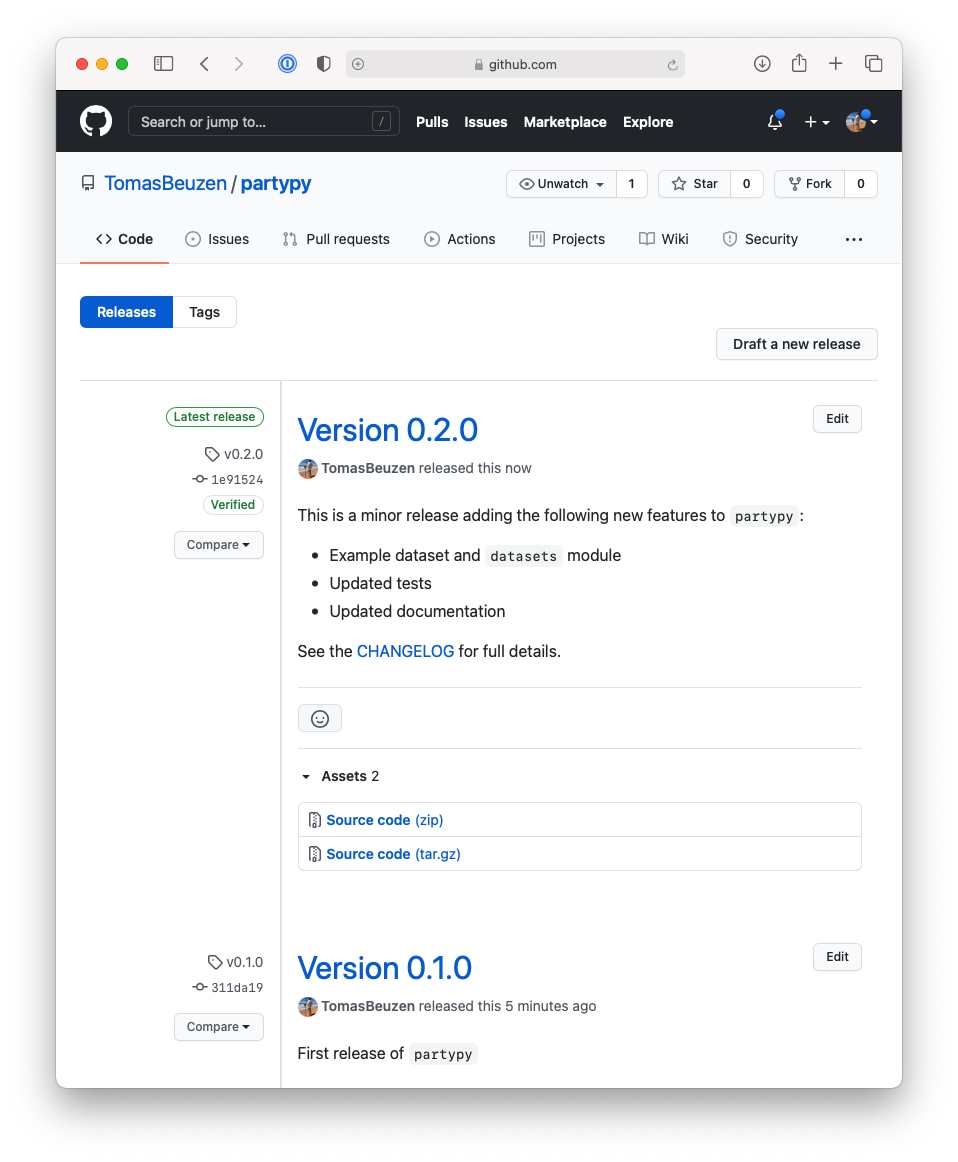 github.com
Search or jump to... /
Pulls Issues Marketplace Explore
TomasBeuzen / partypy
Unwatch 1 Star 0 Fork 0
Code Issues Pull requests Actions Projects Wiki Security
Releases Tags
Draft a new release
Latest release
v0.2.0
1e91524
Verified
Compare
Version 0.2.0
Edit
TomasBeuzen released this now
This is a minor release adding the following new features to partypy :
• Example dataset and datasets module
• Updated tests
• Updated documentation
See the CHANGELOG for full details.
Assets 2
Source code (zip)
Source code (tar.gz)
v0.1.0
311da19
Compare
Version 0.1.0
Edit
TomasBeuzen released this 5 minutes ago
First release of partypy